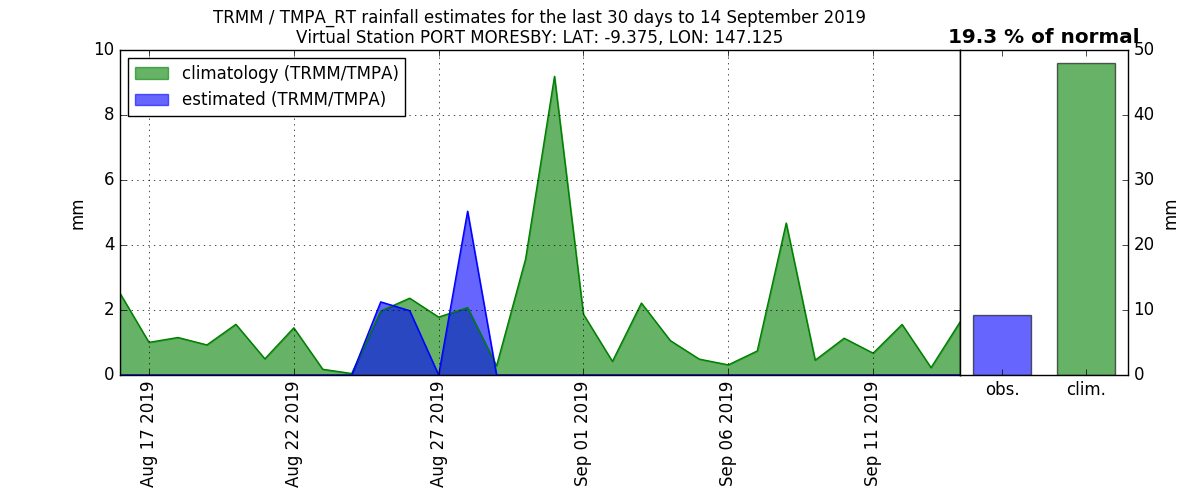 TRMM / TMPA_RT rainfall estimates for the last 30 days to 14 September 2019
Virtual Station PORT MORESBY: LAT: -9.375, LON: 147.125
19.3 % of normal
climatology (TRMM/TMPA)
estimated (TRMM/TMPA)
10
8
6
4
2
0
mm
Aug 17 2019
Aug 22 2019
Aug 27 2019
Sep 01 2019
Sep 06 2019
Sep 11 2019
50
40
30
20
10
0
mm
obs.
clim.